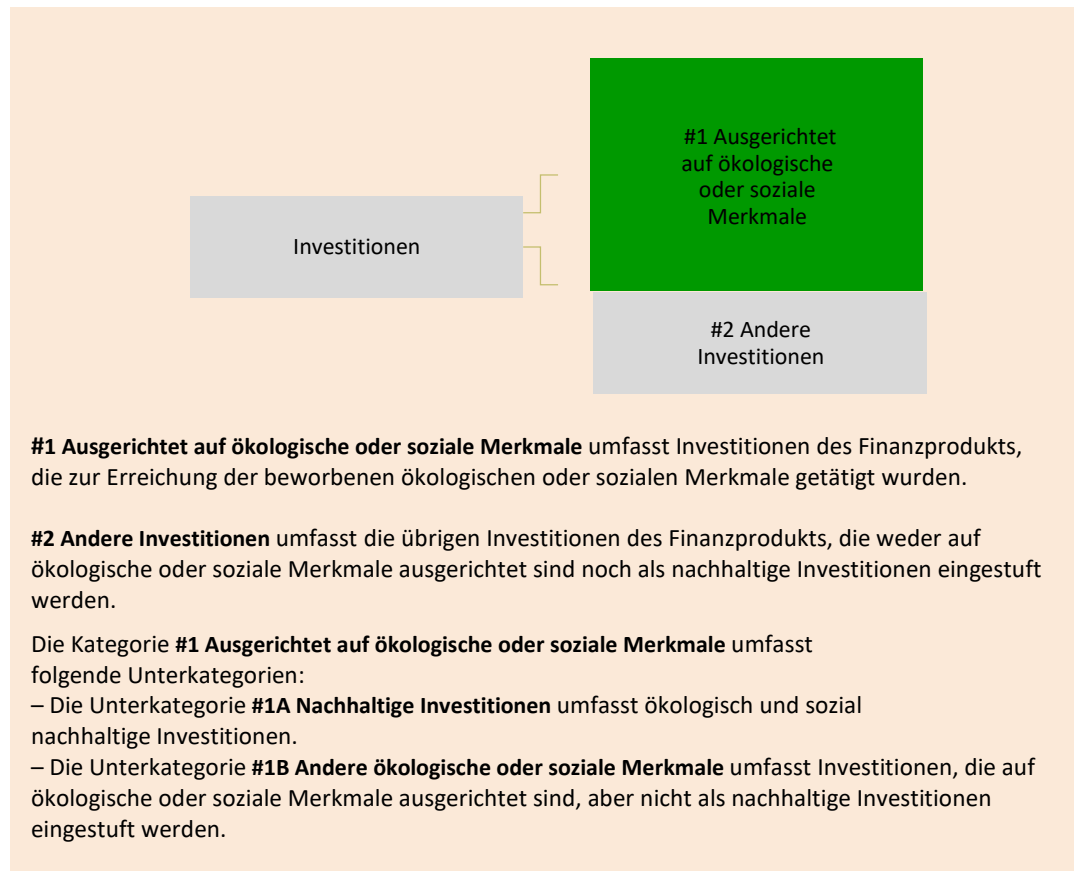 #1 Ausgerichtet
auf ökologische
oder soziale
Merkmale
Investitionen
#2 Andere
Investitionen
#1 Ausgerichtet auf ökologische oder soziale Merkmale umfasst Investitionen des Finanzprodukts,
die zur Erreichung der beworbenen ökologischen oder sozialen Merkmale getätigt wurden.
#2 Andere Investitionen umfasst die übrigen Investitionen des Finanzprodukts, die weder auf
ökologische oder soziale Merkmale ausgerichtet sind noch als nachhaltige Investitionen eingestuft
werden.
Die Kategorie #1 Ausgerichtet auf ökologische oder soziale Merkmale umfasst
folgende Unterkategorien:
– Die Unterkategorie #1A Nachhaltige Investitionen umfasst ökologisch und sozial
nachhaltige Investitionen.
– Die Unterkategorie #1B Andere ökologische oder soziale Merkmale umfasst Investitionen, die auf
ökologische oder soziale Merkmale ausgerichtet sind, aber nicht als nachhaltige Investitionen
eingestuft werden.